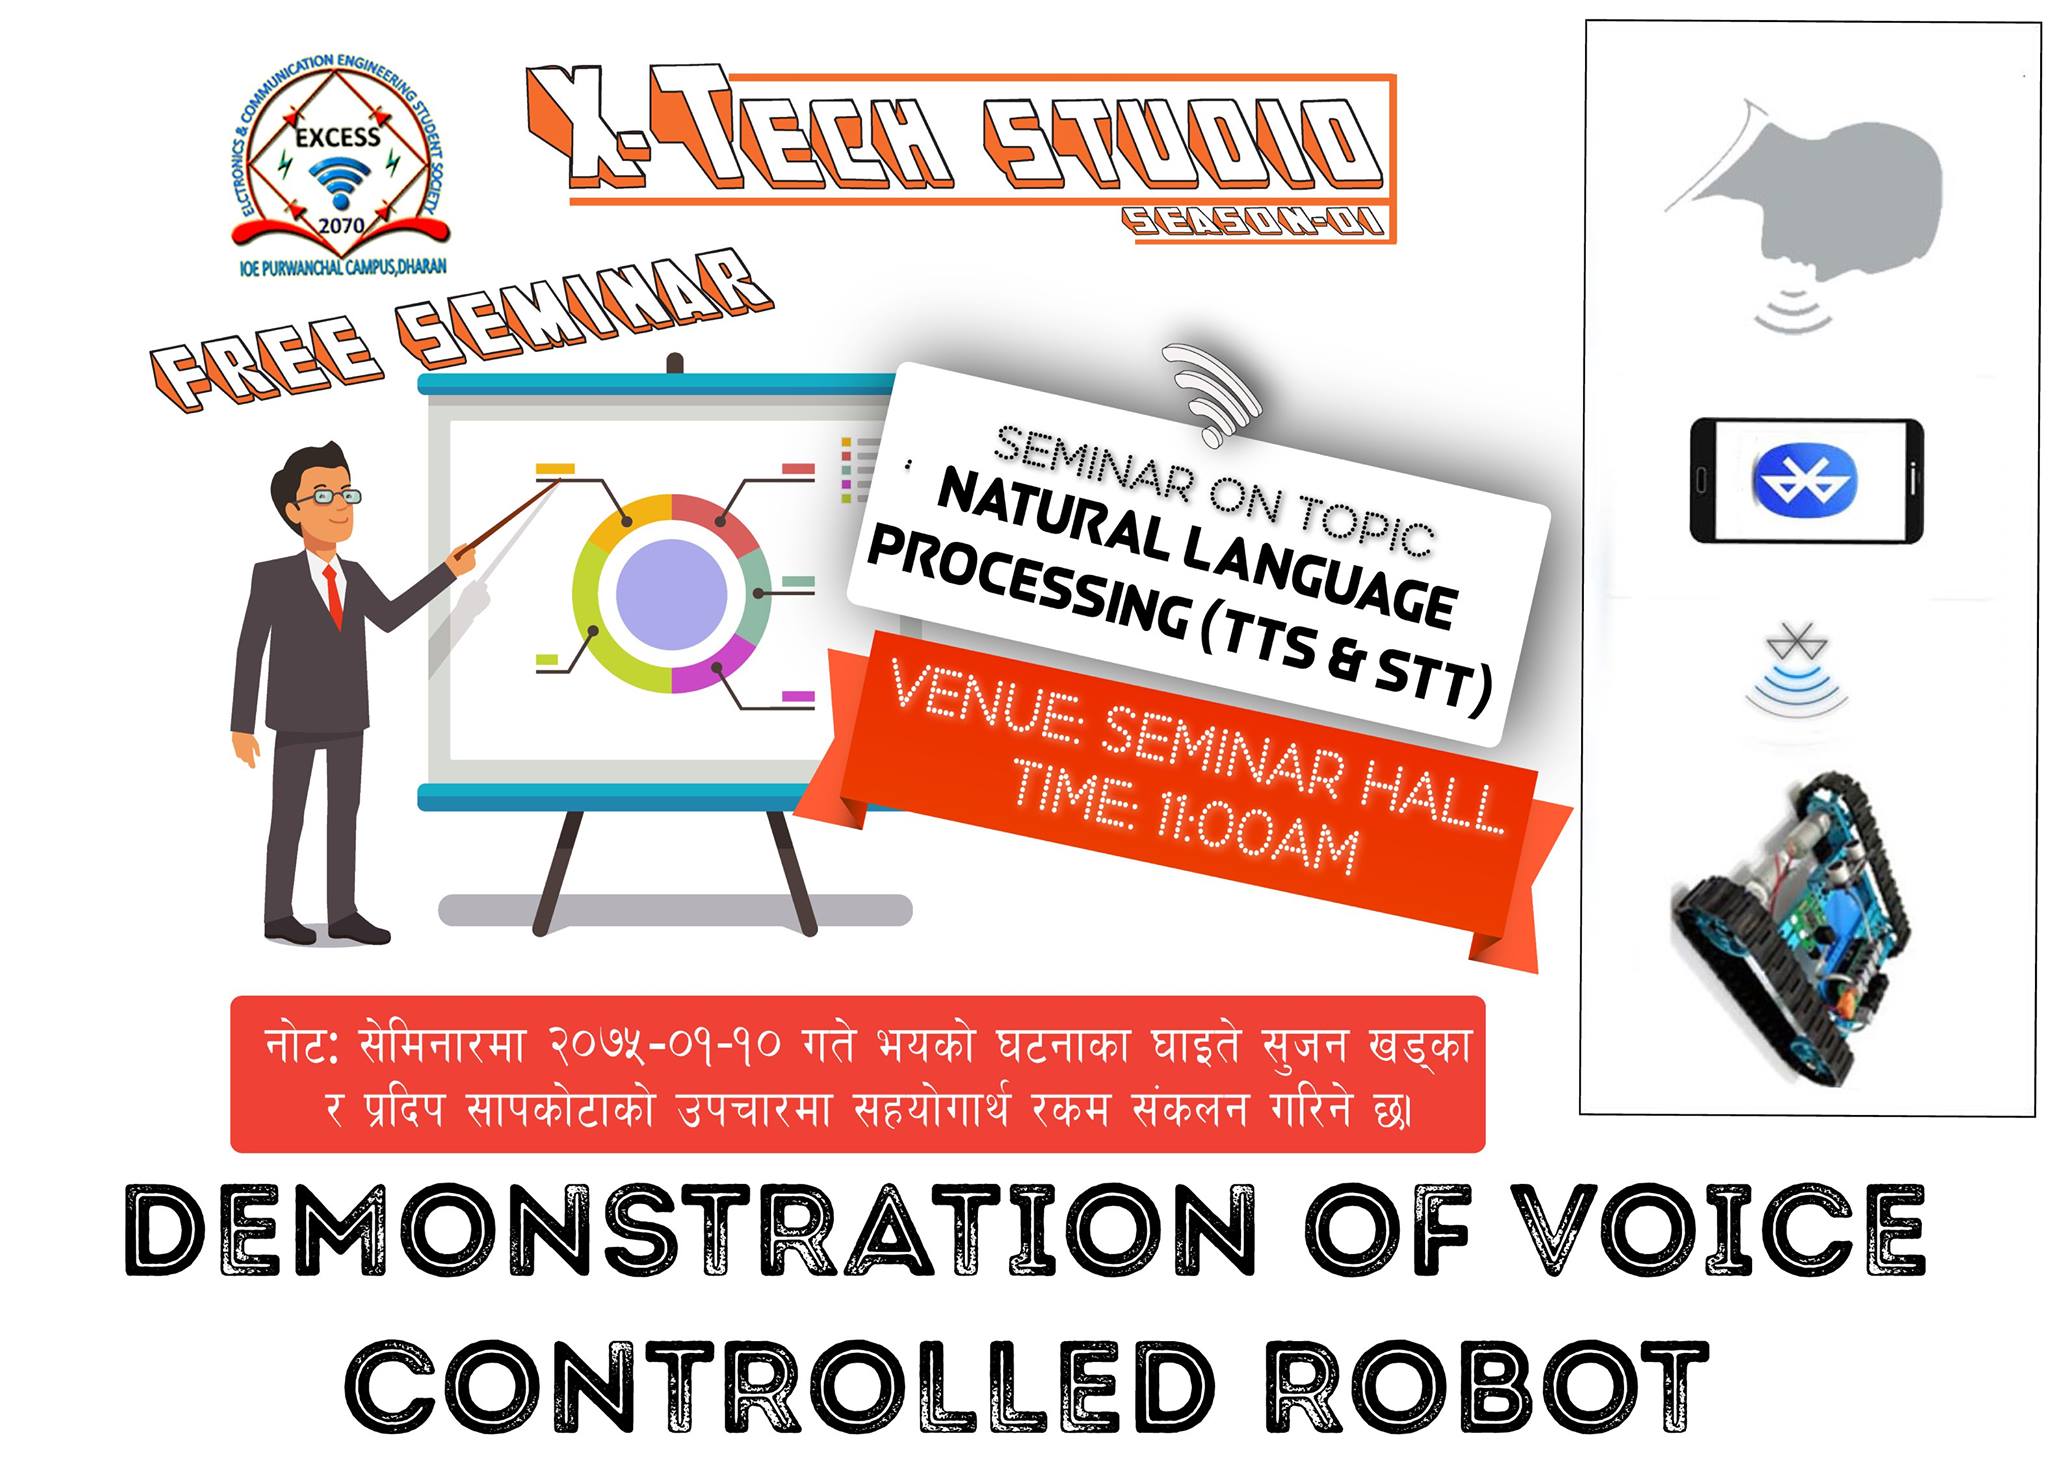 ELCTRONICS & COMMUNICATION ENGINEERING STUDENT SOCIETY
EXCESS
2070
IOE PURWANCHAL CAMPUS,DHARAN
X-TECH STUDIO
SEASON-01
FREE SEMINAR
SEMINAR ON TOPIC
NATURAL LANGUAGE
PROCESSING (TTS & STT)
VENUE: SEMINAR HALL
TIME: 11:00AM
नोट: सेमिनारमा २०७५-०१-१० गते भयको घटनाका घाइते सुजन खड्का
र प्रदिप सापकोटाको उपचारमा सहयोगार्थ रकम संकलन गरिने छ।
DEMONSTRATION OF VOICE
CONTROLLED ROBOT